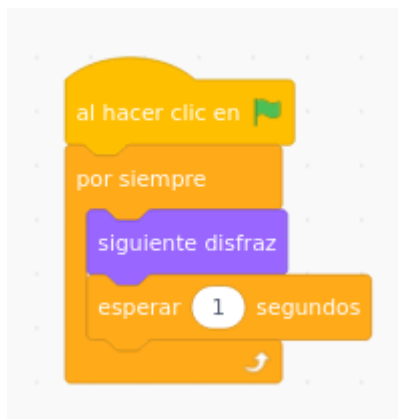 al hacer clic en
por siempre
siguiente disfraz
esperar 1 segundos